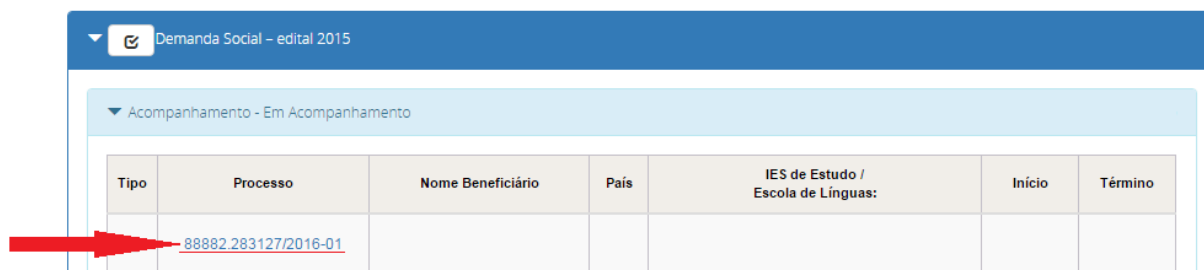 Demanda Social – edital 2015
Acompanhamento - Em Acompanhamento
Tipo Processo Nome Beneficiário País IES de Estudo / Início Término
Escola de Línguas:
88882.283127/2016-01